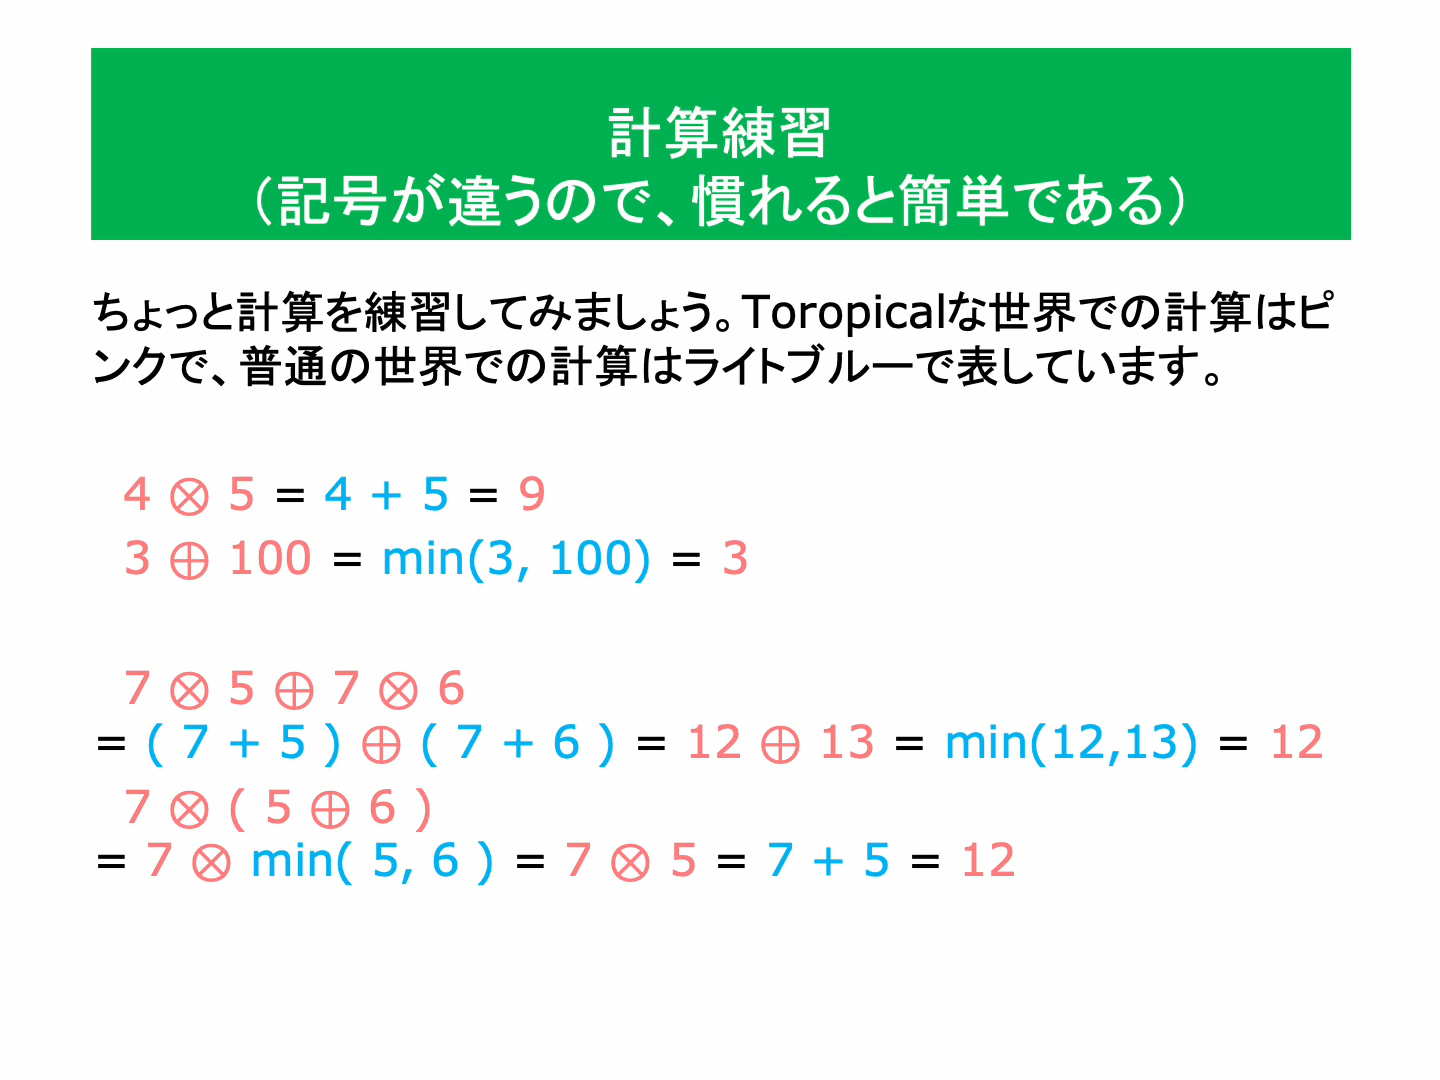 計算練習
（記号が違うので、慣れると簡単である）
ちょっと計算を練習してみましょう。Toropicalな世界での計算はピ
ンクで、普通の世界での計算はライトブルーで表しています。
4 ⊗ 5 = 4 + 5 = 9
3 ⊕ 100 = min(3, 100) = 3
7 ⊗ 5 ⊕ 7 ⊗ 6
= ( 7 + 5 ) ⊕ ( 7 + 6 ) = 12 ⊕ 13 = min(12,13) = 12
7 ⊗ ( 5 ⊕ 6 )
= 7 ⊗ min( 5, 6 ) = 7 ⊗ 5 = 7 + 5 = 12